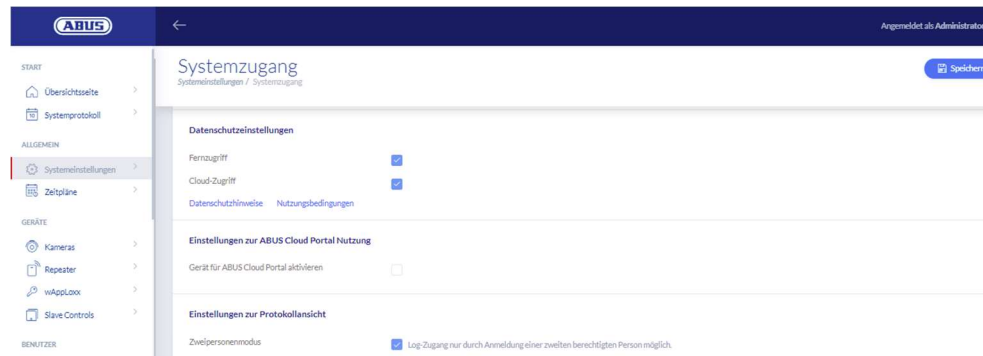 ABUS
Angemeldet als Administrator
START
Übersichtsseite
Systemprotokoll
ALLGEMEIN
Systemeinstellungen
Zeitpläne
GERÄTE
Kameras
Repeater
wAppLoxx
Slave Controls
BENUTZER
Systemzugang
Systemeinstellungen / Systemzugang
Speichern
Datenschutzeinstellungen
Fernzugriff
Cloud-Zugriff
Datenschutzhinweise Nutzungsbedingungen
Einstellungen zur ABUS Cloud Portal Nutzung
Gerät für ABUS Cloud Portal aktivieren
Einstellungen zur Protokollansicht
Zweipersonenmodus
Log-Zugang nur durch Anmeldung einer zweiten berechtigten Person möglich.